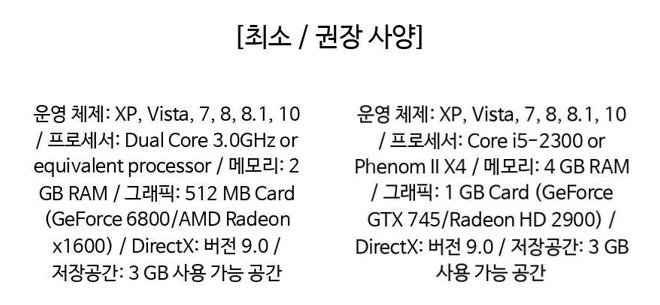 [최소 / 권장 사양]
운영 체제: XP, Vista, 7, 8, 8.1, 10
/ 프로세서: Dual Core 3.0GHz or
equivalent processor / 메모리: 2
GB RAM / 그래픽: 512 MB Card
(GeForce 6800/AMD Radeon
x1600) / DirectX: 버전 9.0 /
저장공간: 3 GB 사용 가능 공간
운영 체제: XP, Vista, 7, 8, 8.1, 10
/ 프로세서: Core i5-2300 or
Phenom II X4 / 메모리: 4 GB RAM
/ 그래픽: 1 GB Card (GeForce
GTX 745/Radeon HD 2900) /
DirectX: 버전 9.0 / 저장공간: 3 GB
사용 가능 공간